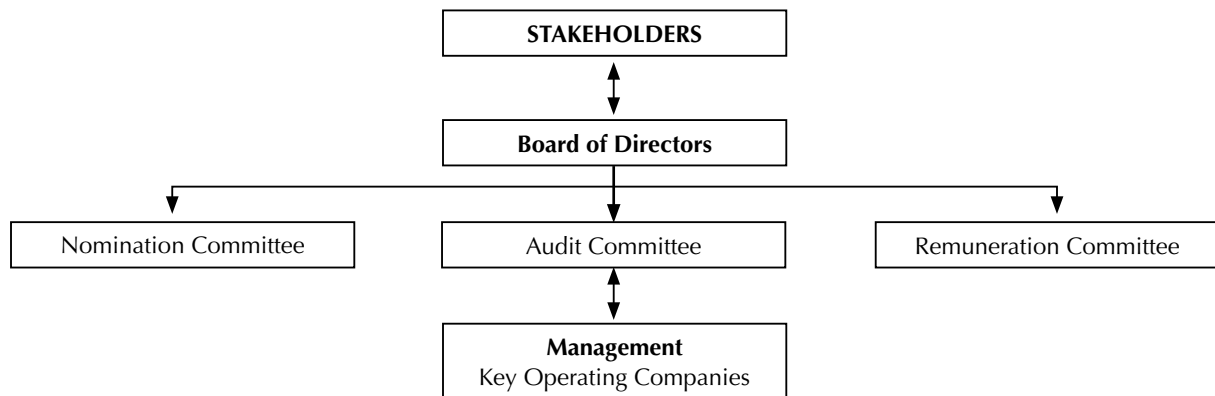 STAKEHOLDERS
Board of Directors
Nomination Committee
Audit Committee
Remuneration Committee
Management
Key Operating Companies